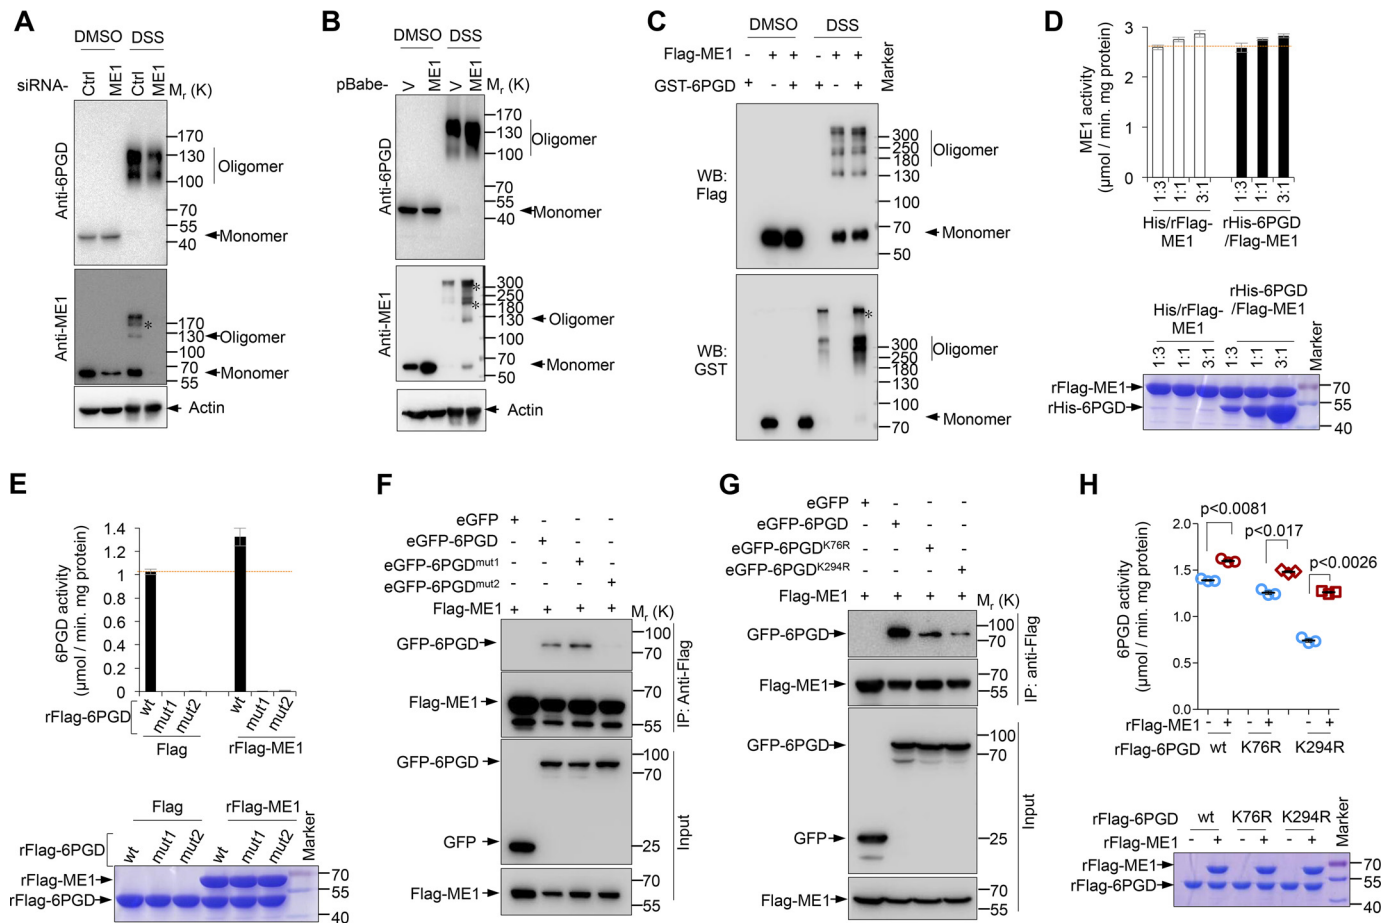 A
DMSO DSS
siRNA- Ctrl ME1 Ctrl ME1 Mr (K)
Anti-6PGD
170
130
100
70
55
40
Oligomer
Monomer
Anti-ME1
170
130
100
70
55
*
Oligomer
Monomer
Actin
B
DMSO DSS
pBabe- V ME1 V ME1 Mr (K)
Anti-6PGD
170
130
100
70
55
40
Oligomer
Monomer
Anti-ME1
300
250
180
130
100
70
50
*
*
Oligomer
Monomer
Actin
C
DMSO DSS
Flag-ME1 - + + - + +
GST-6PGD + - + + - +
Marker
WB:
Flag
300
250
180
130
100
70
50
Oligomer
Monomer
WB:
GST
*
300
250
180
130
100
70
Oligomer
Monomer
D
ME1 activity
(μmol / min. mg protein)
3
2
1
0
1:3 1:1 3:1 1:3 1:1 3:1
His/rFlag-
ME1
rHis-6PGD
/Flag-ME1
His/rFlag-
ME1
rHis-6PGD
/Flag-ME1
1:3 1:1 3:1 1:3 1:1 3:1 Marker
rFlag-ME1
rHis-6PGD
70
55
40
E
6PGD activity
(μmol / min. mg protein)
1.4
1.2
1
0.8
0.6
0.4
0.2
0
rFlag-6PGD wt mut1 mut2 wt mut1 mut2
Flag rFlag-ME1
Flag rFlag-ME1
rFlag-6PGD wt mut1 mut2 wt mut1 mut2 Marker
rFlag-ME1
rFlag-6PGD
70
55
40
F
eGFP + - - -
eGFP-6PGD - + - -
eGFP-6PGDmut1 - - + -
eGFP-6PGDmut2 - - - +
Flag-ME1 + + + + Mr (K)
GFP-6PGD
100
70
Flag-ME1
70
55
IP: Anti-Flag
GFP-6PGD
100
70
GFP
25
Flag-ME1
70
55
Input
G
eGFP + - - -
eGFP-6PGD - + - -
eGFP-6PGDK76R - - + -
eGFP-6PGDK294R - - - +
Flag-ME1 + + + + Mr (K)
GFP-6PGD
100
70
Flag-ME1
70
55
IP: anti-Flag
GFP-6PGD
100
70
GFP
25
Flag-ME1
70
55
Input
H
6PGD activity
(μmol / min. mg protein)
p<0.0081
p<0.017
p<0.0026
2.0
1.5
1.0
0.5
0.0
rFlag-ME1 - + - + - +
rFlag-6PGD wt K76R K294R
rFlag-6PGD wt K76R K294R
rFlag-ME1 - + - + - + Marker
rFlag-ME1
rFlag-6PGD
70
55
40